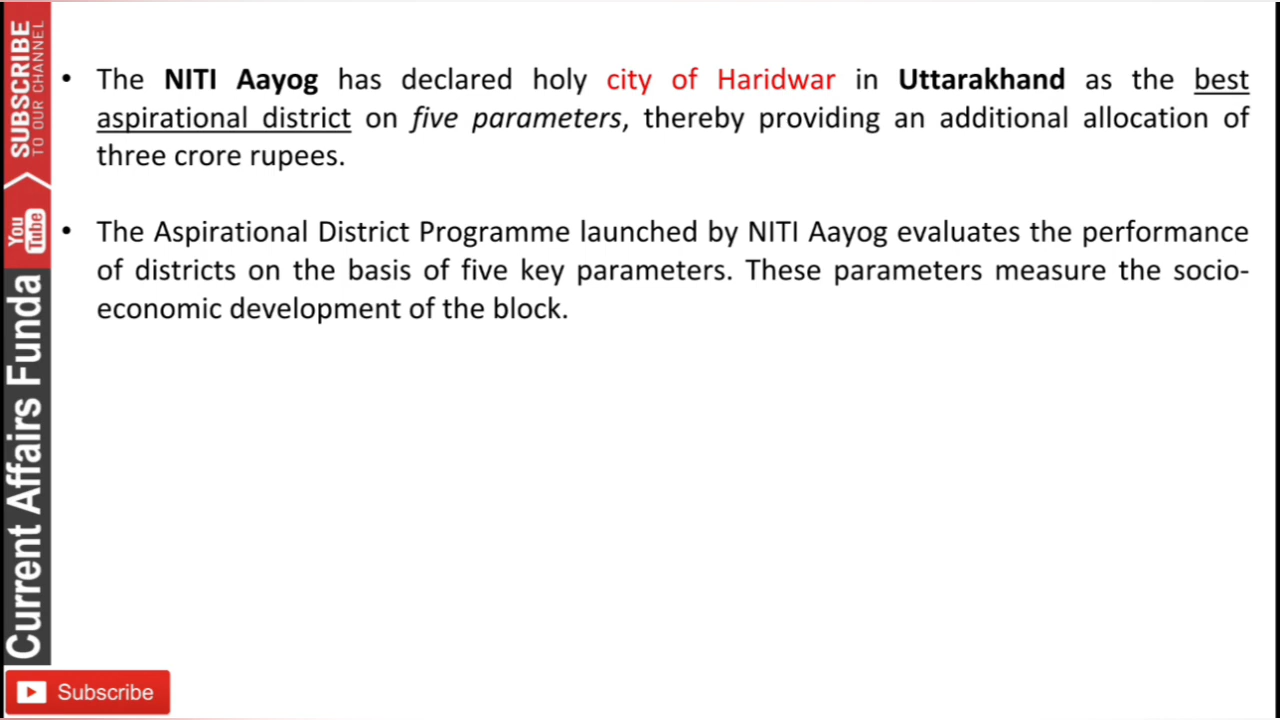 • The NITI Aayog has declared holy city of Haridwar in Uttarakhand as the best
aspirational district on five parameters, thereby providing an additional allocation of
three crore rupees.
• The Aspirational District Programme launched by NITI Aayog evaluates the performance
of districts on the basis of five key parameters. These parameters measure the socio-
economic development of the block.
SUBSCRIBE
TO OUR CHANNEL
You
Tube
Current Affairs Funda
Subscribe